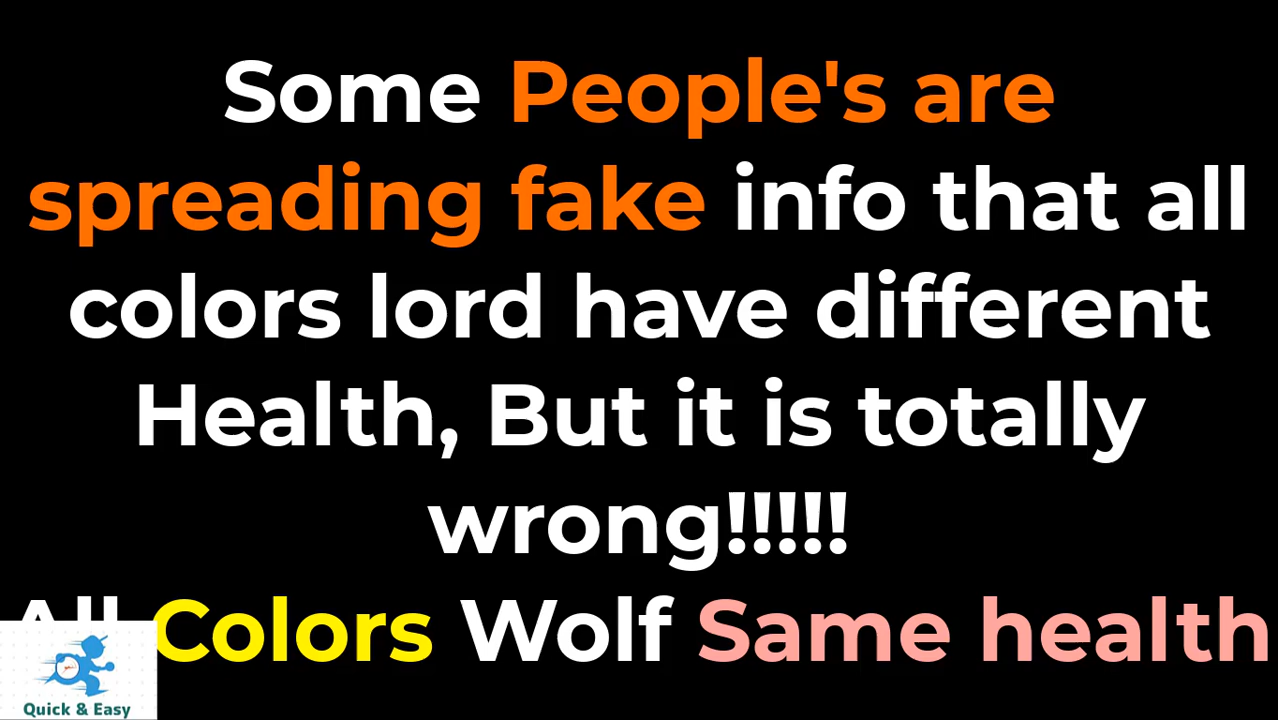 Some People's are
spreading fake info that all
colors lord have different
Health, But it is totally
wrong!!!!!
All Colors Wolf Same health
Quick & Easy